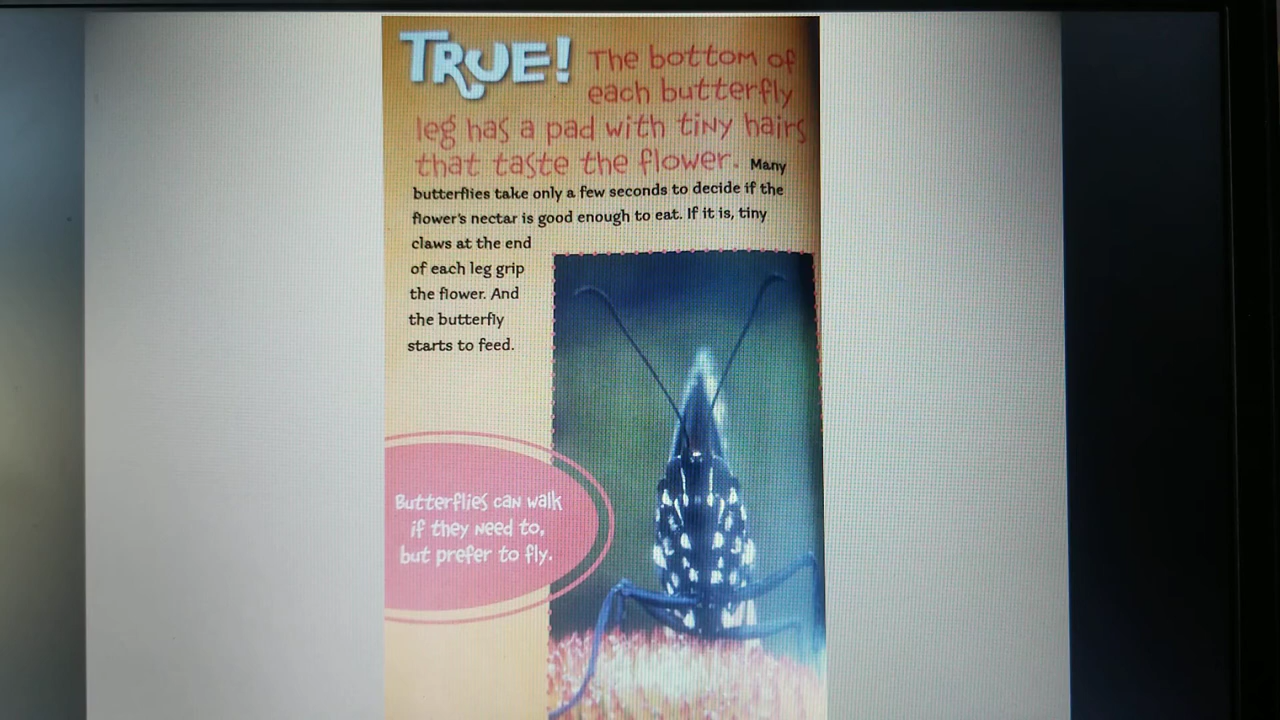 TRUE! The bottom of
each butterfly
leg has a pad with tiny hairs
that taste the flower. Many
butterflies take only a few seconds to decide if the
flower's nectar is good enough to eat. If it is, tiny
claws at the end
of each leg grip
the flower. And
the butterfly
starts to feed.
Butterflies can walk
if they need to,
but prefer to fly.